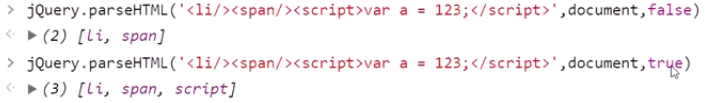 > jQuery.parseHTML('<li/><span/><script>var a = 123;</script>',document,false)
<· ▶ (2) [li, span]
> jQuery.parseHTML('<li/><span/><script>var a = 123;</script>',document,true)
<· ▶ (3) [li, span, script]